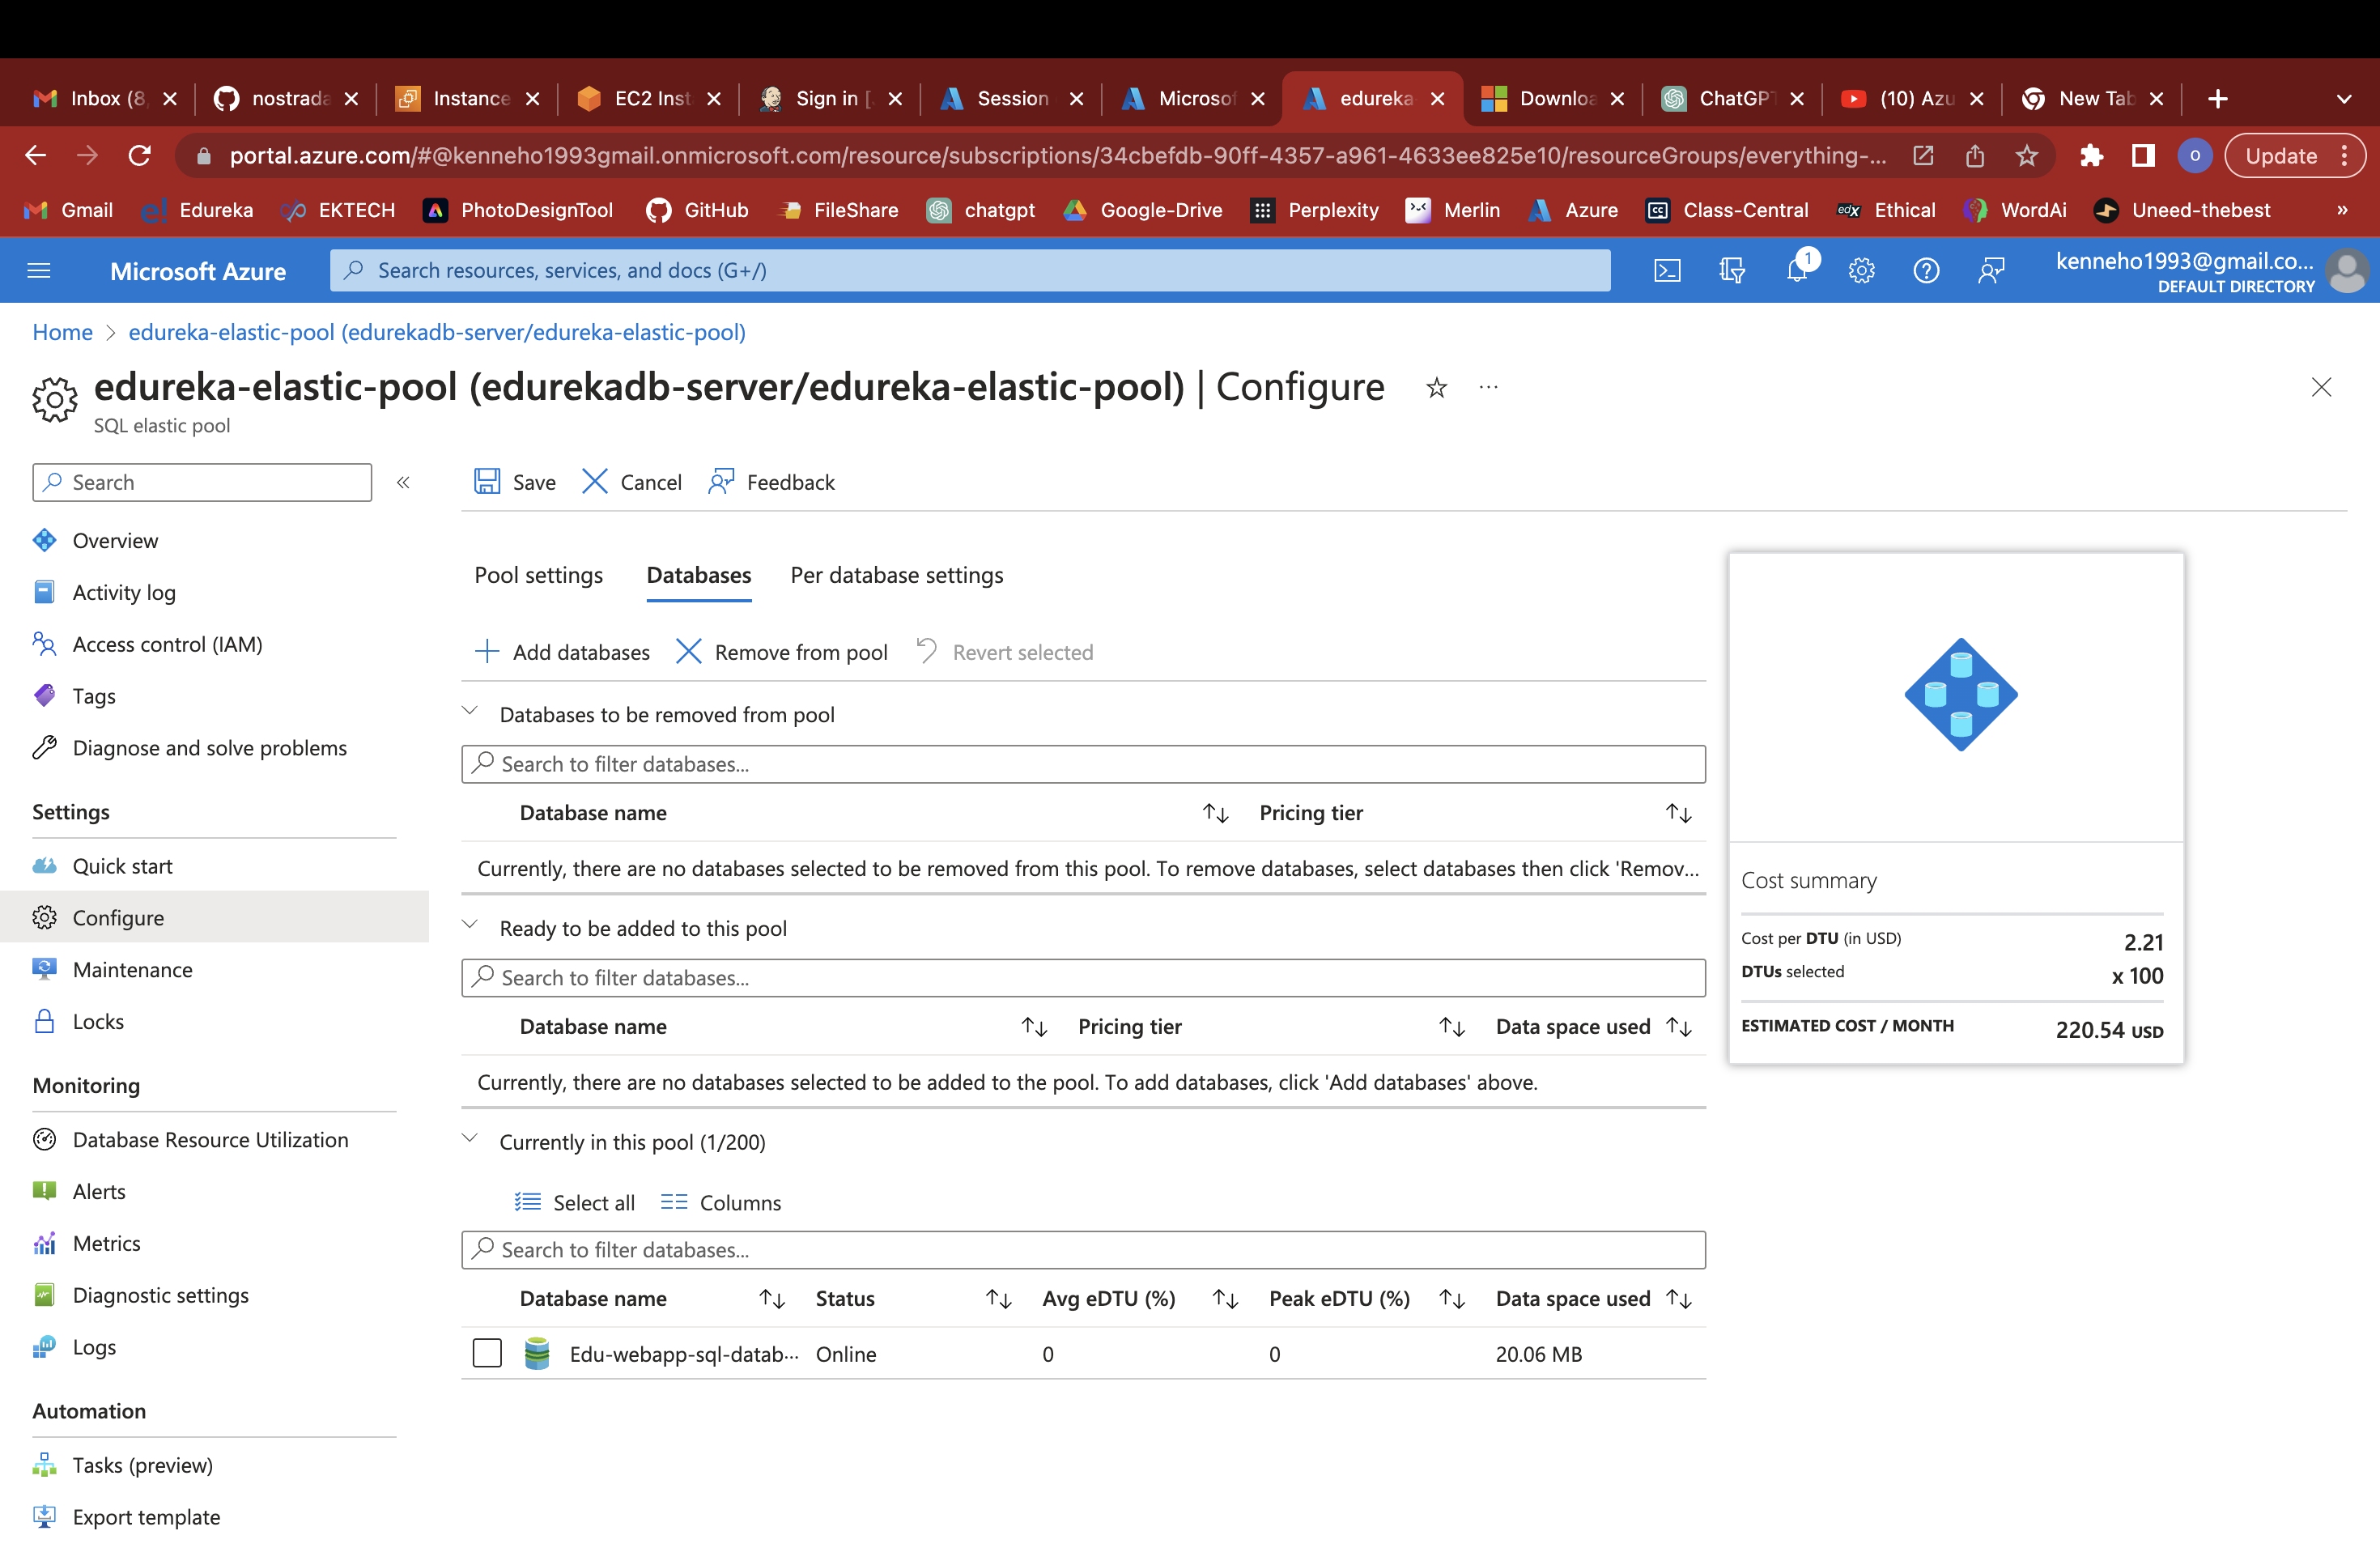 Inbox (8,
nostrada
Instance
EC2 Inst
Sign in [
Session
Microsof
edureka-
Downloa
ChatGPT
(10) Azu
New Tab
portal.azure.com/#@kenneho1993gmail.onmicrosoft.com/resource/subscriptions/34cbefdb-90ff-4357-a961-4633ee825e10/resourceGroups/everything-...
O
Update
Gmail
e! Edureka
EKTECH
PhotoDesignTool
GitHub
FileShare
chatgpt
Google-Drive
Perplexity
Merlin
Azure
CC Class-Central
edX Ethical
WordAi
Uneed-thebest
»
Microsoft Azure
Search resources, services, and docs (G+/)
1
kenneho1993@gmail.co...
DEFAULT DIRECTORY
Home > edureka-elastic-pool (edurekadb-server/edureka-elastic-pool)
edureka-elastic-pool (edurekadb-server/edureka-elastic-pool) | Configure
SQL elastic pool
Search
«
Overview
Activity log
Access control (IAM)
Tags
Diagnose and solve problems
Settings
Quick start
Configure
Maintenance
Locks
Monitoring
Database Resource Utilization
Alerts
Metrics
Diagnostic settings
Logs
Automation
Tasks (preview)
Export template
Save Cancel Feedback
Pool settings Databases Per database settings
Add databases Remove from pool Revert selected
Databases to be removed from pool
Search to filter databases...
Database name Pricing tier
Currently, there are no databases selected to be removed from this pool. To remove databases, select databases then click 'Remov...
Ready to be added to this pool
Search to filter databases...
Database name Pricing tier Data space used
Currently, there are no databases selected to be added to the pool. To add databases, click 'Add databases' above.
Currently in this pool (1/200)
Select all Columns
Search to filter databases...
Database name Status Avg eDTU (%) Peak eDTU (%) Data space used
Edu-webapp-sql-datab... Online 0 0 20.06 MB
Cost summary
Cost per DTU (in USD) 2.21
DTUs selected x 100
ESTIMATED COST / MONTH 220.54 USD